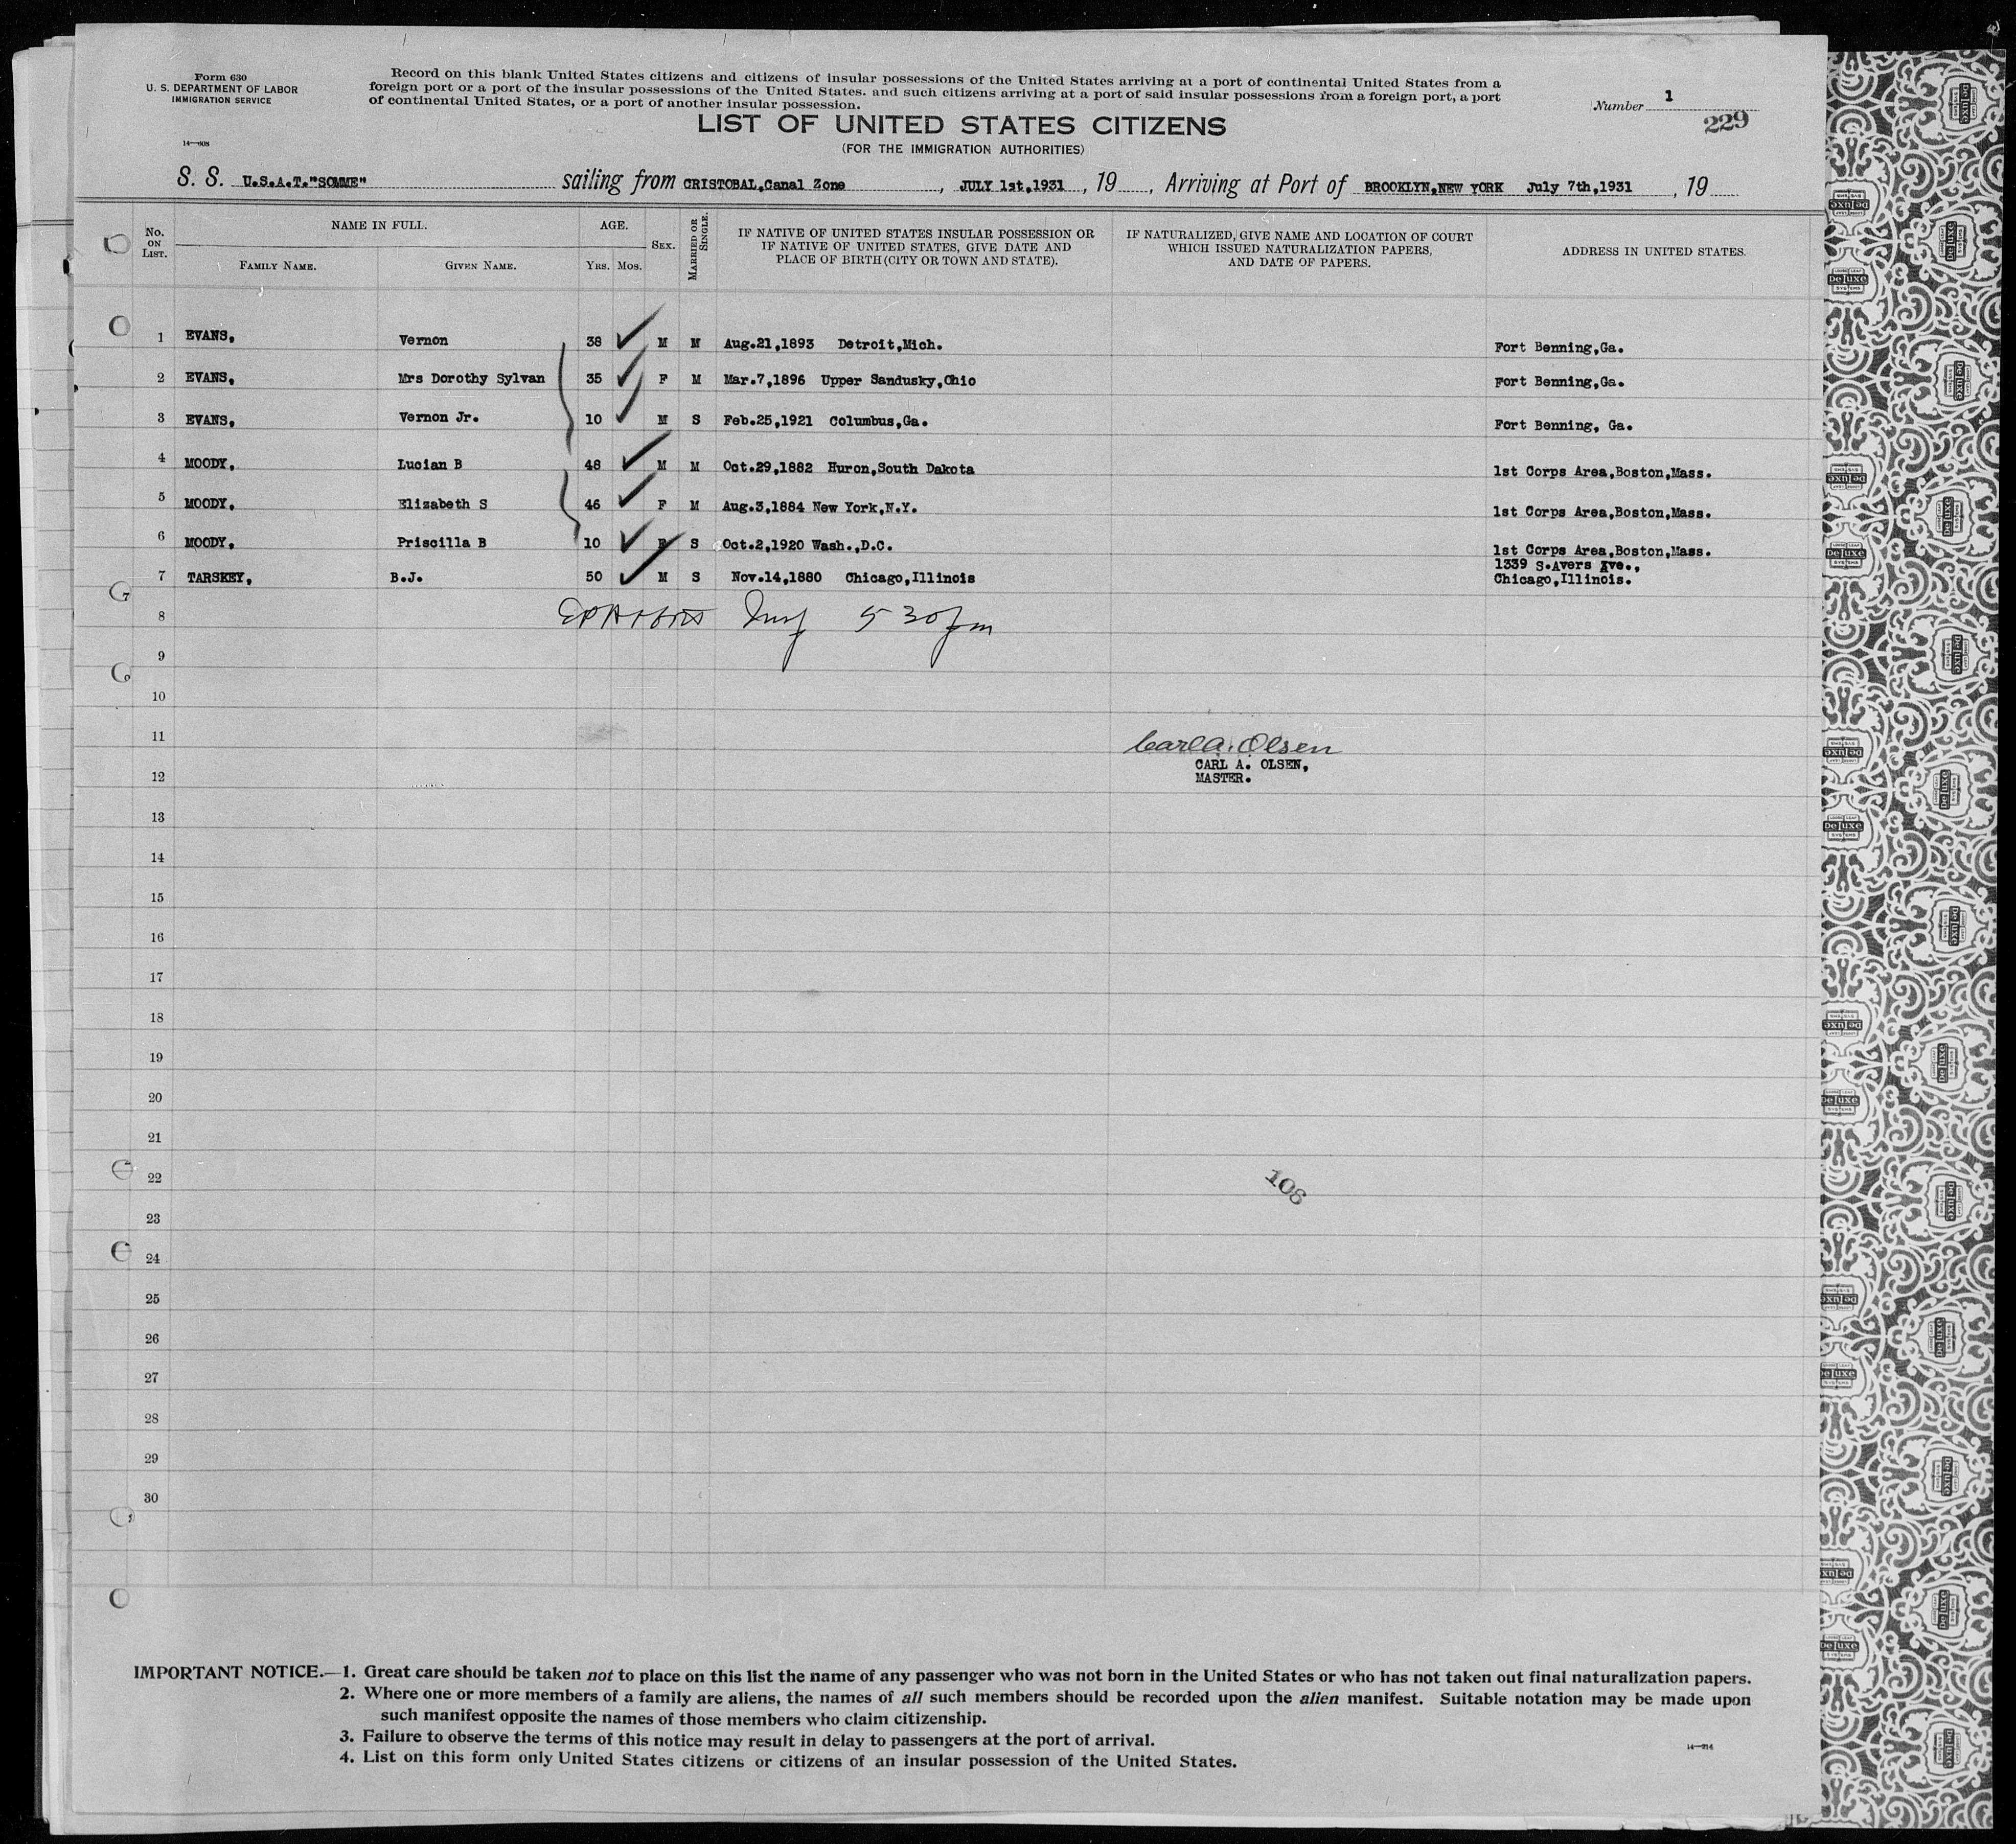 Form 630
U. S. DEPARTMENT OF LABOR
IMMIGRATION SERVICE
Record on this blank United States citizens and citizens of insular possessions of the United States arriving at a port of continental United States from a
foreign port or a port of the insular possessions of the United States, and such citizens arriving at a port of said insular possessions from a foreign port, a port
of continental United States, or a port of another insular possession.
Number 1
229
LIST OF UNITED STATES CITIZENS
(FOR THE IMMIGRATION AUTHORITIES)
14—608
S. S. U.S.A.T."SOMME" sailing from CRISTOBAL,Canal Zone, JULY 1st,1931, 19, Arriving at Port of BROOKLYN,NEW YORK July 7th,1931, 19
No. ON LIST. NAME IN FULL. AGE. SEX. MARRIED OR SINGLE. IF NATIVE OF UNITED STATES INSULAR POSSESSION OR IF NATIVE OF UNITED STATES, GIVE DATE AND PLACE OF BIRTH (CITY OR TOWN AND STATE). IF NATURALIZED, GIVE NAME AND LOCATION OF COURT WHICH ISSUED NATURALIZATION PAPERS, AND DATE OF PAPERS. ADDRESS IN UNITED STATES.
FAMILY NAME. GIVEN NAME. YRS. MOS.
1 EVANS, Vernon 38 M M Aug.21,1893 Detroit,Mich. Fort Benning,Ga.
2 EVANS, Mrs Dorothy Sylvan 35 F M Mar.7,1896 Upper Sandusky,Ohio Fort Benning,Ga.
3 EVANS, Vernon Jr. 10 M S Feb.25,1921 Columbus,Ga. Fort Benning, Ga.
4 MOODY, Lucian B 48 M M Oct.29,1882 Huron,South Dakota 1st Corps Area,Boston,Mass.
5 MOODY, Elizabeth S 46 F M Aug.3,1884 New York,N.Y. 1st Corps Area,Boston,Mass.
6 MOODY, Priscilla B 10 F S Oct.2,1920 Wash.,D.C. 1st Corps Area,Boston,Mass.
7 TARSKEY, B.J. 50 M S Nov.14,1880 Chicago,Illinois 1339 S.Avers Ave.,
Chicago,Illinois.
8 5 30 pm
9
10
11 Carl A. Olsen
CARL A. OLSEN,
12 MASTER.
13
14
15
16
17
18
19
20
21
22 108
23
24
25
26
27
28
29
30
IMPORTANT NOTICE.—1. Great care should be taken not to place on this list the name of any passenger who was not born in the United States or who has not taken out final naturalization papers.
2. Where one or more members of a family are aliens, the names of all such members should be recorded upon the alien manifest. Suitable notation may be made upon
such manifest opposite the names of those members who claim citizenship.
3. Failure to observe the terms of this notice may result in delay to passengers at the port of arrival.
4. List on this form only United States citizens or citizens of an insular possession of the United States.
14—214
LOOSE LEAF
De luxe
SYSTEMS